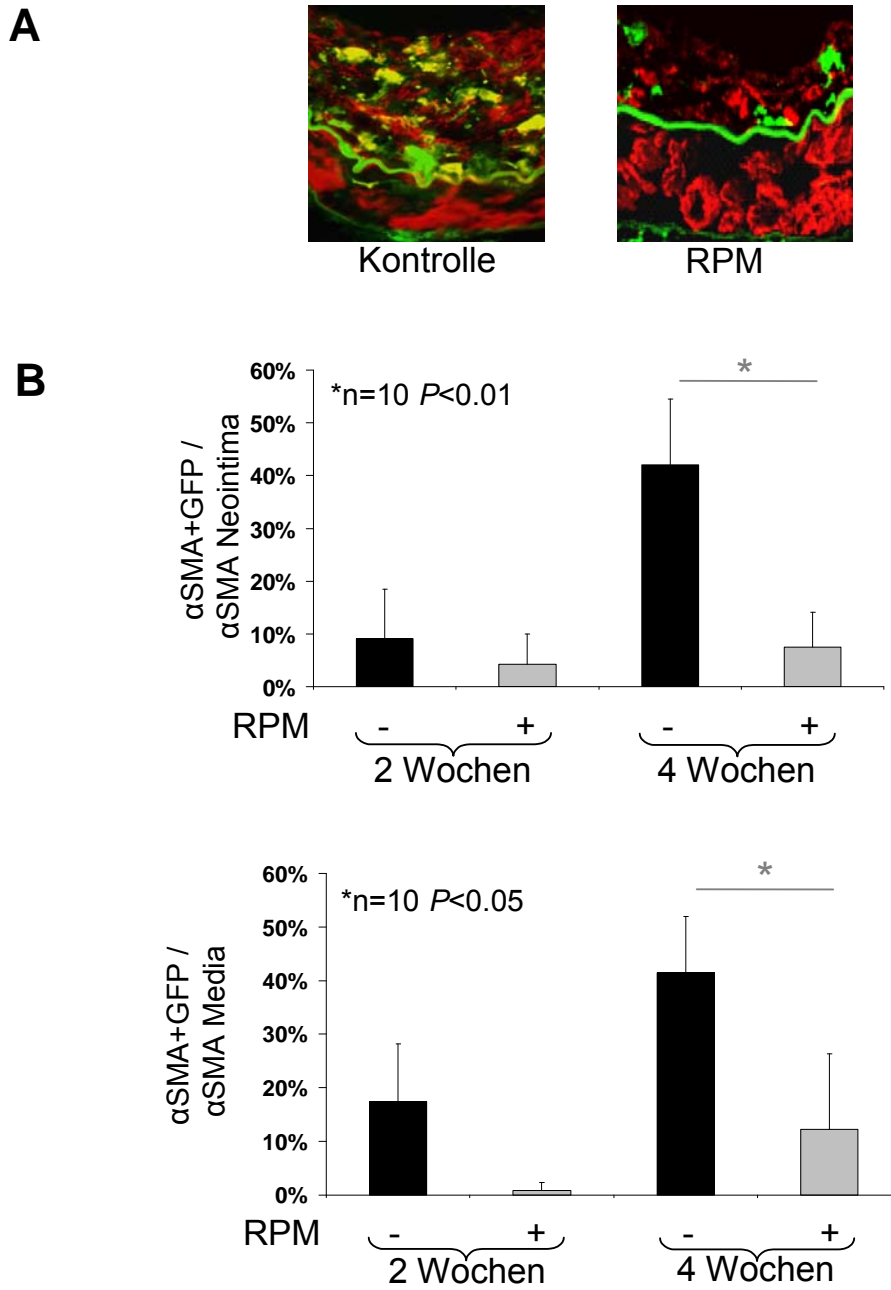 A
Kontrolle RPM
B
αSMA+GFP /
αSMA Neointima
60%
50%
40%
30%
20%
10%
0%
*n=10 P<0.01
*
RPM - + - +
2 Wochen 4 Wochen
αSMA+GFP /
αSMA Media
60%
50%
40%
30%
20%
10%
0%
*n=10 P<0.05
*
RPM - + - +
2 Wochen 4 Wochen